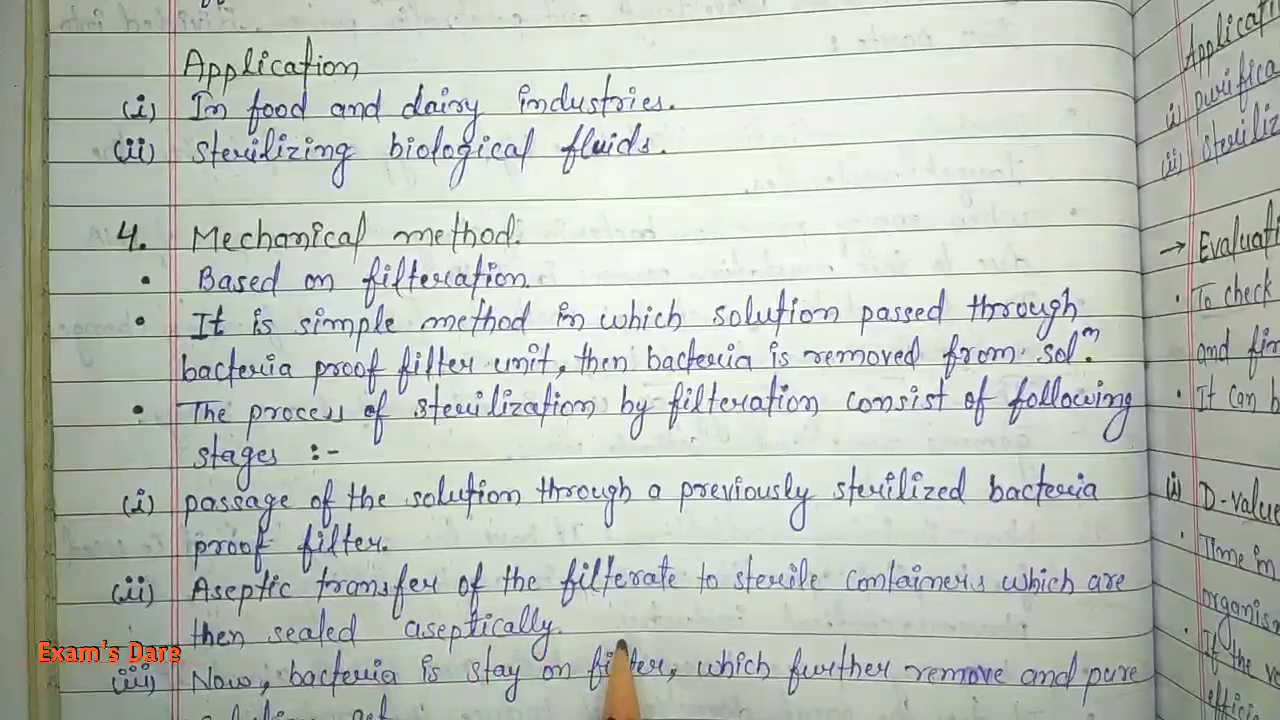 Application
(i) In food and dairy industries.
(ii) Sterilizing biological fluids.
4. Mechanical method.
• Based on filteration.
• It is simple method in which solution passed through
bacteria proof filter unit, then bacteria is removed from solⁿ.
• The process of sterilization by filteration consist of following
stages :-
(i) passage of the solution through a previously sterilized bacteria
proof filter.
(ii) Aseptic transfer of the filterate to sterile containers which are
then sealed aseptically.
(iii) Now, bacteria is stay on filter, which further remove and pure
Exam's Dare
Applicati
(i) purifica
(ii) Steriliz
→ Evaluati
• To check
and fin
• It can b
(i) D-value
• Time in
organism
• If the v
efficie